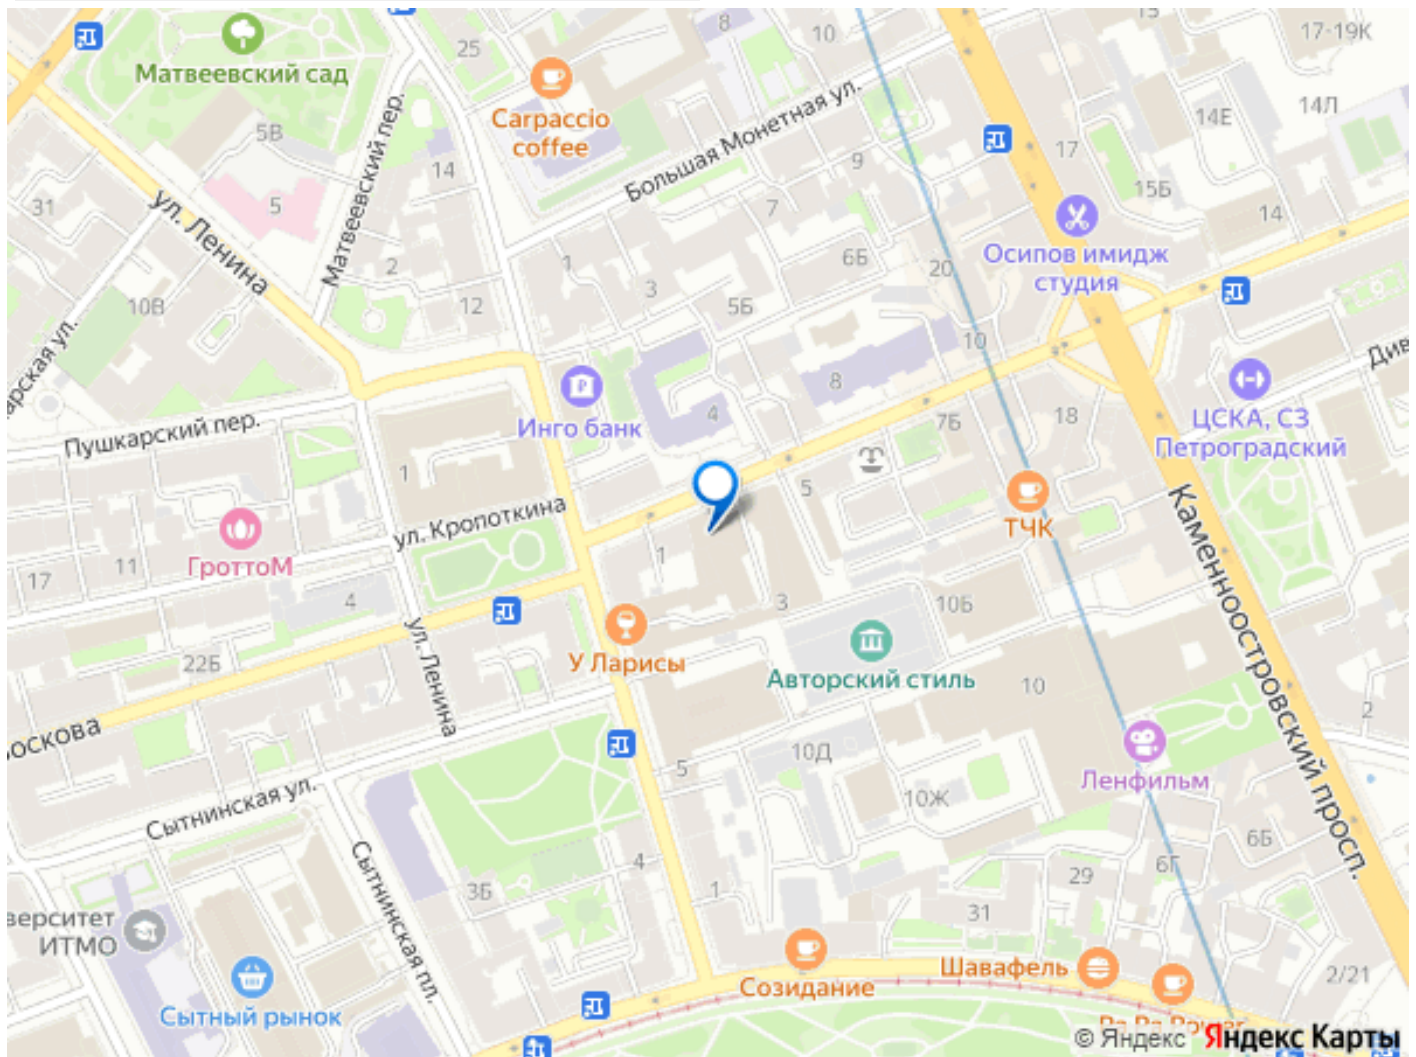 8
10
15
17-19К
25
Матвеевский сад
Carpaccio
coffee
Большая Монетная ул.
14Е
14Л
5В
Матвеевский пер.
14
9
17
15Б
31
5
ул. Ленина
7
14
Осипов имидж
студия
2
1
6Б
20
3
10В
12
5Б
10
8
Див
Инго банк
4
7Б
18
ЦСКА, СЗ
Петроградский
Пушкарский пер.
1
5
ТЧК
Каменноостровский просп.
ул. Кропоткина
ГроттоМ
17
11
1
4
3
10Б
У Ларисы
22Б
ул. Ленина
Авторский стиль
10
2
5
10Д
Ленфильм
Сытнинская ул.
10Ж
Сытнинская пл.
4
3Б
1
29
6Г
6Б
31
верситет
ИТМО
Созидание
Шавафель
2/21
Сытный рынок
© Яндекс Яндекс Карты